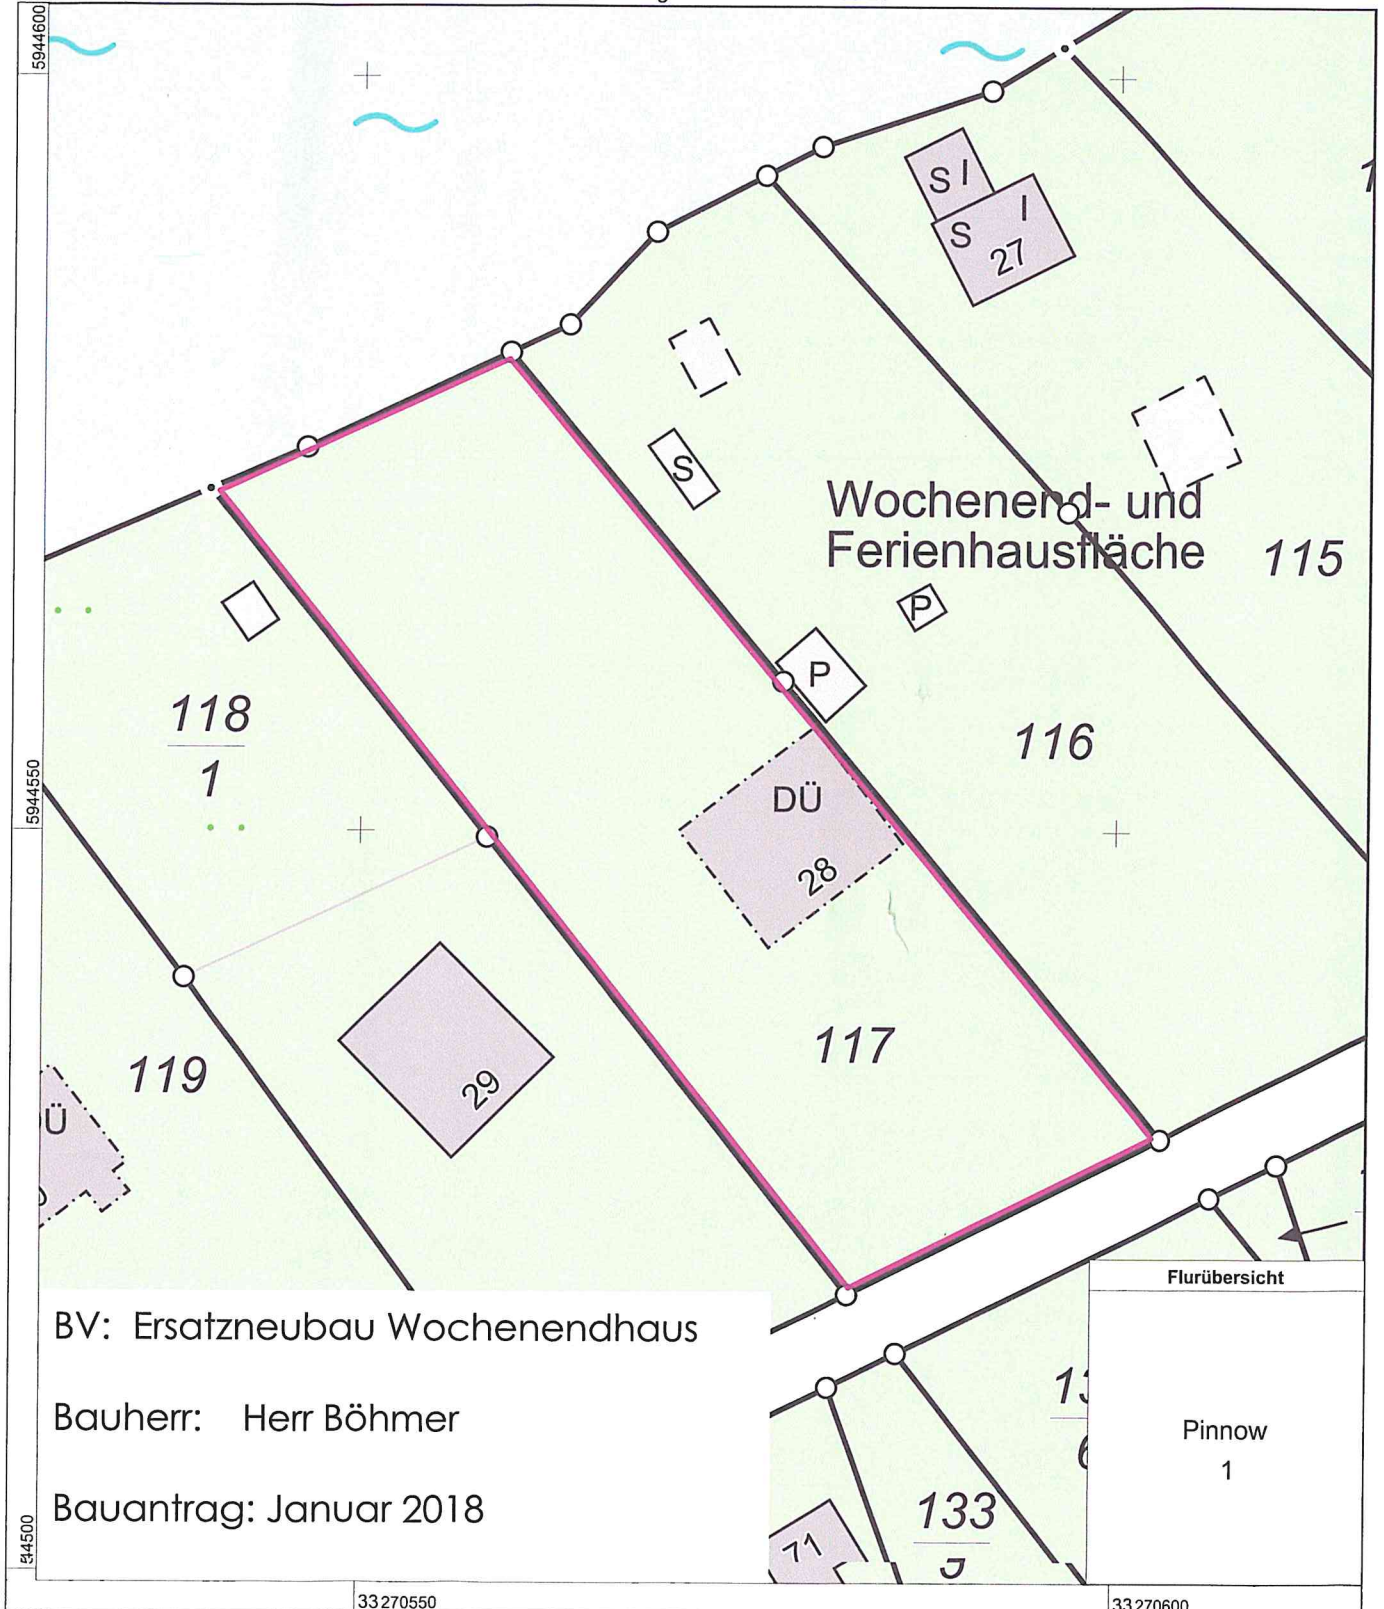 5944600
S I
S I
27
S
Wochenend- und
Ferienhausfläche
115
P
P
118
1
116
5944550
DÜ
28
117
119
29
Ü
BV: Ersatzneubau Wochenendhaus
Bauherr: Herr Böhmer
Bauantrag: Januar 2018
Flurübersicht
Pinnow
1
133
71
33270550
33270600